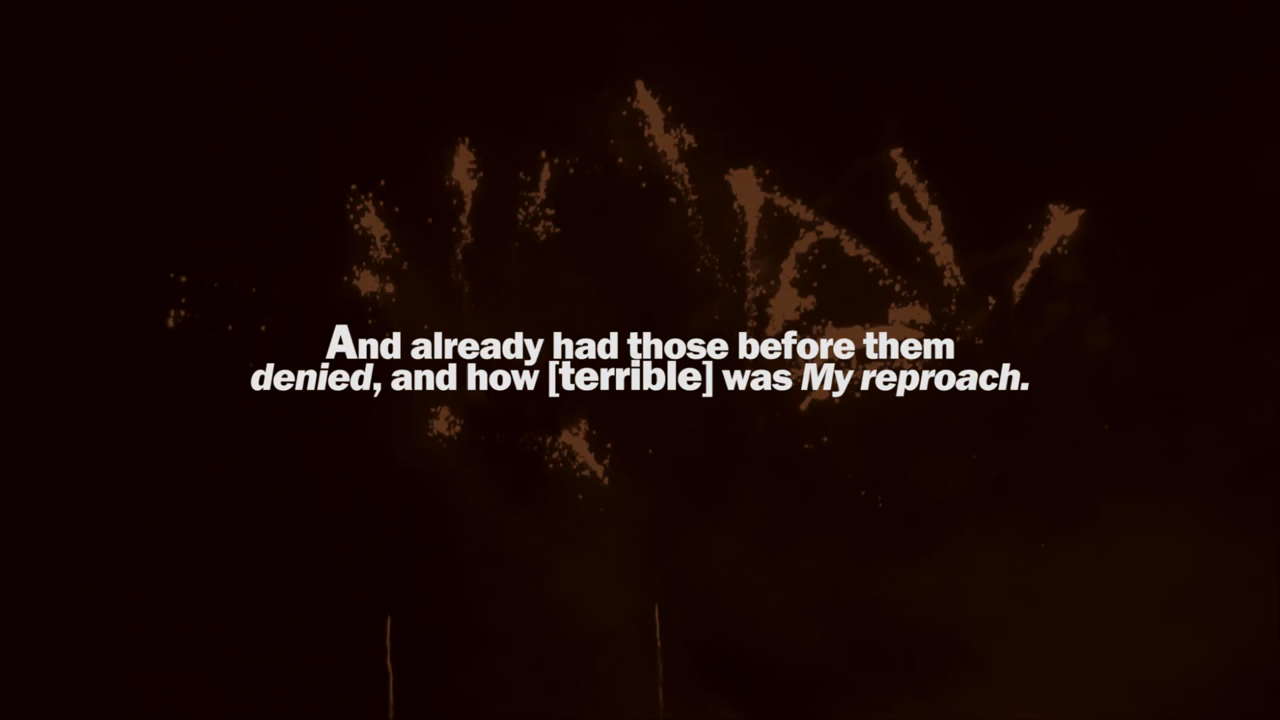 And already had those before them
denied, and how [terrible] was My reproach.